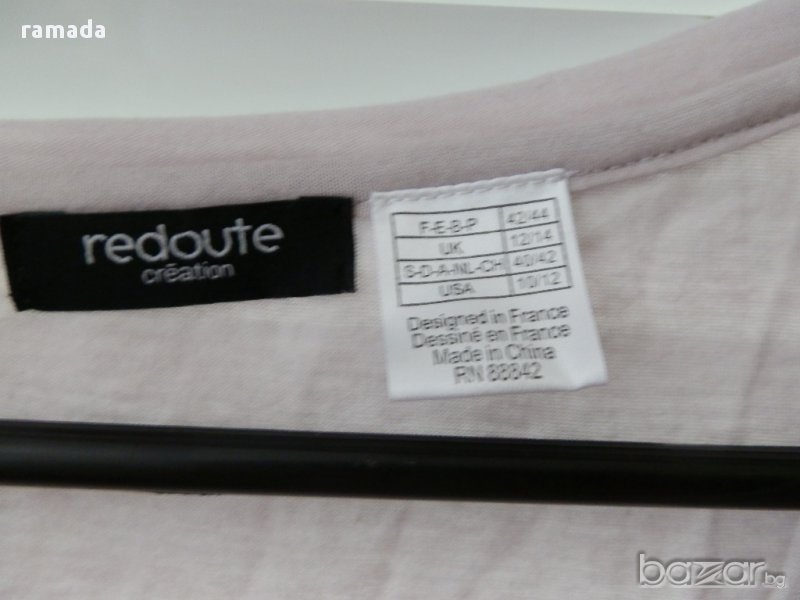 ramada
redoute
création
F-E-B-P 42/44
UK 12/14
S-D-A-NL-CH 40/42
USA 10/12
Designed in France
Dessiné en France
Made in China
RN 88842
bazar.bg